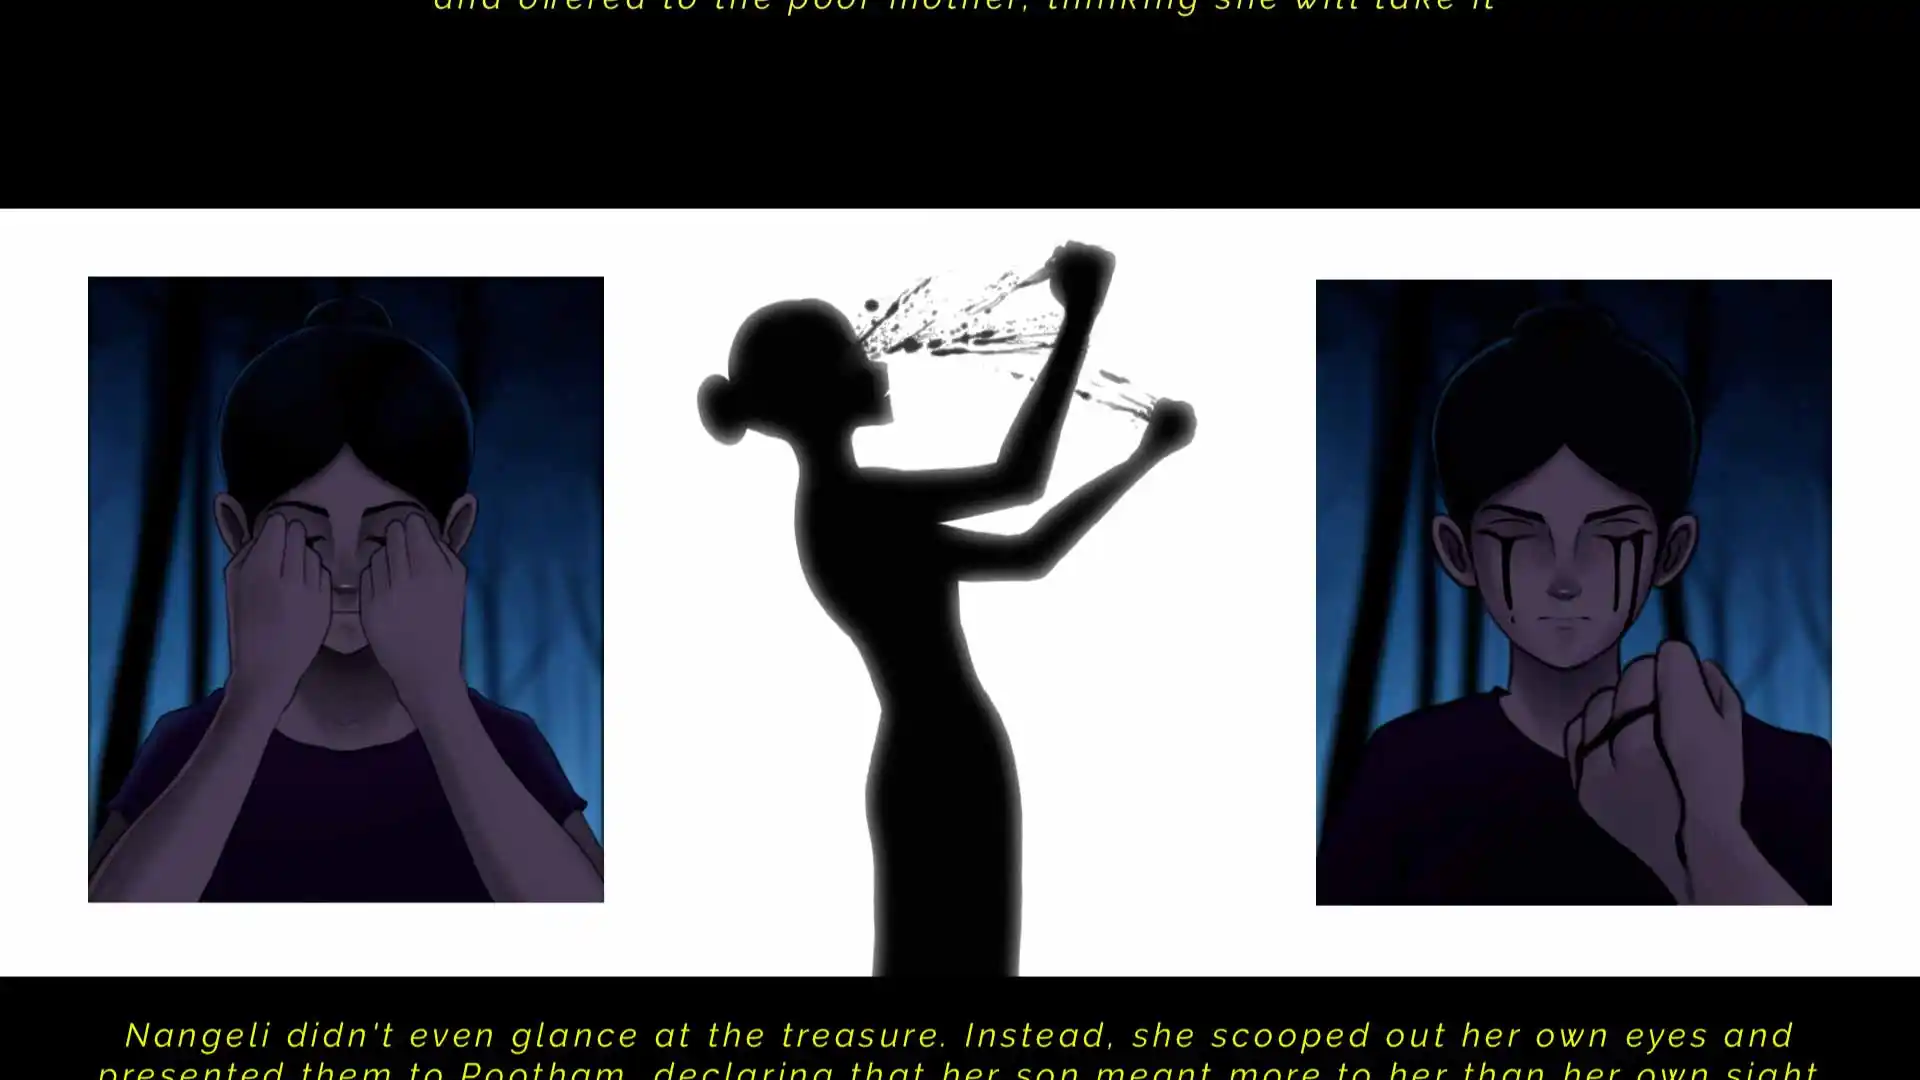 and offered to the poor mother, thinking she will take it
Nangeli didn't even glance at the treasure. Instead, she scooped out her own eyes and
presented them to Pootham, declaring that her son meant more to her than her own sight